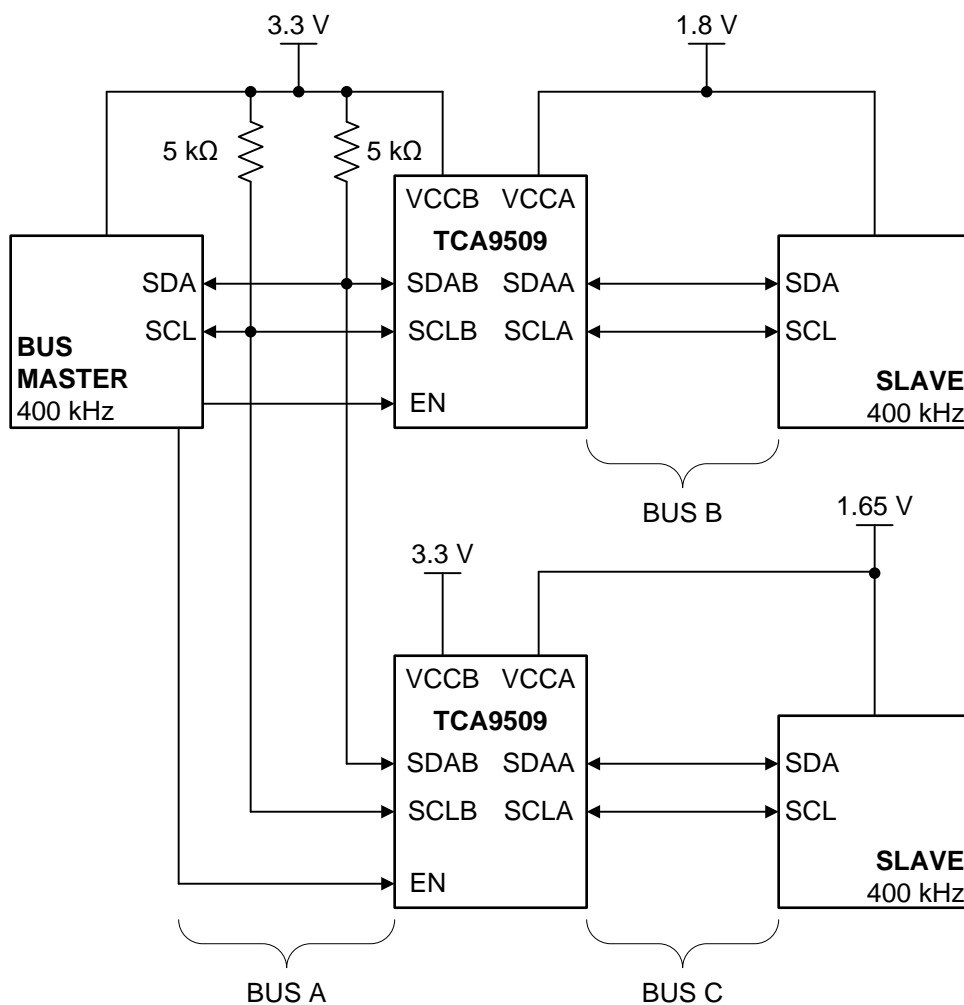 3.3 V
1.8 V
5 kΩ
5 kΩ
VCCB VCCA
TCA9509
SDA
SCL
BUS
MASTER
400 kHz
SDAB SDAA
SCLB SCLA
EN
SDA
SCL
SLAVE
400 kHz
BUS B
1.65 V
3.3 V
VCCB VCCA
TCA9509
SDAB SDAA
SCLB SCLA
EN
SDA
SCL
SLAVE
400 kHz
BUS A
BUS C